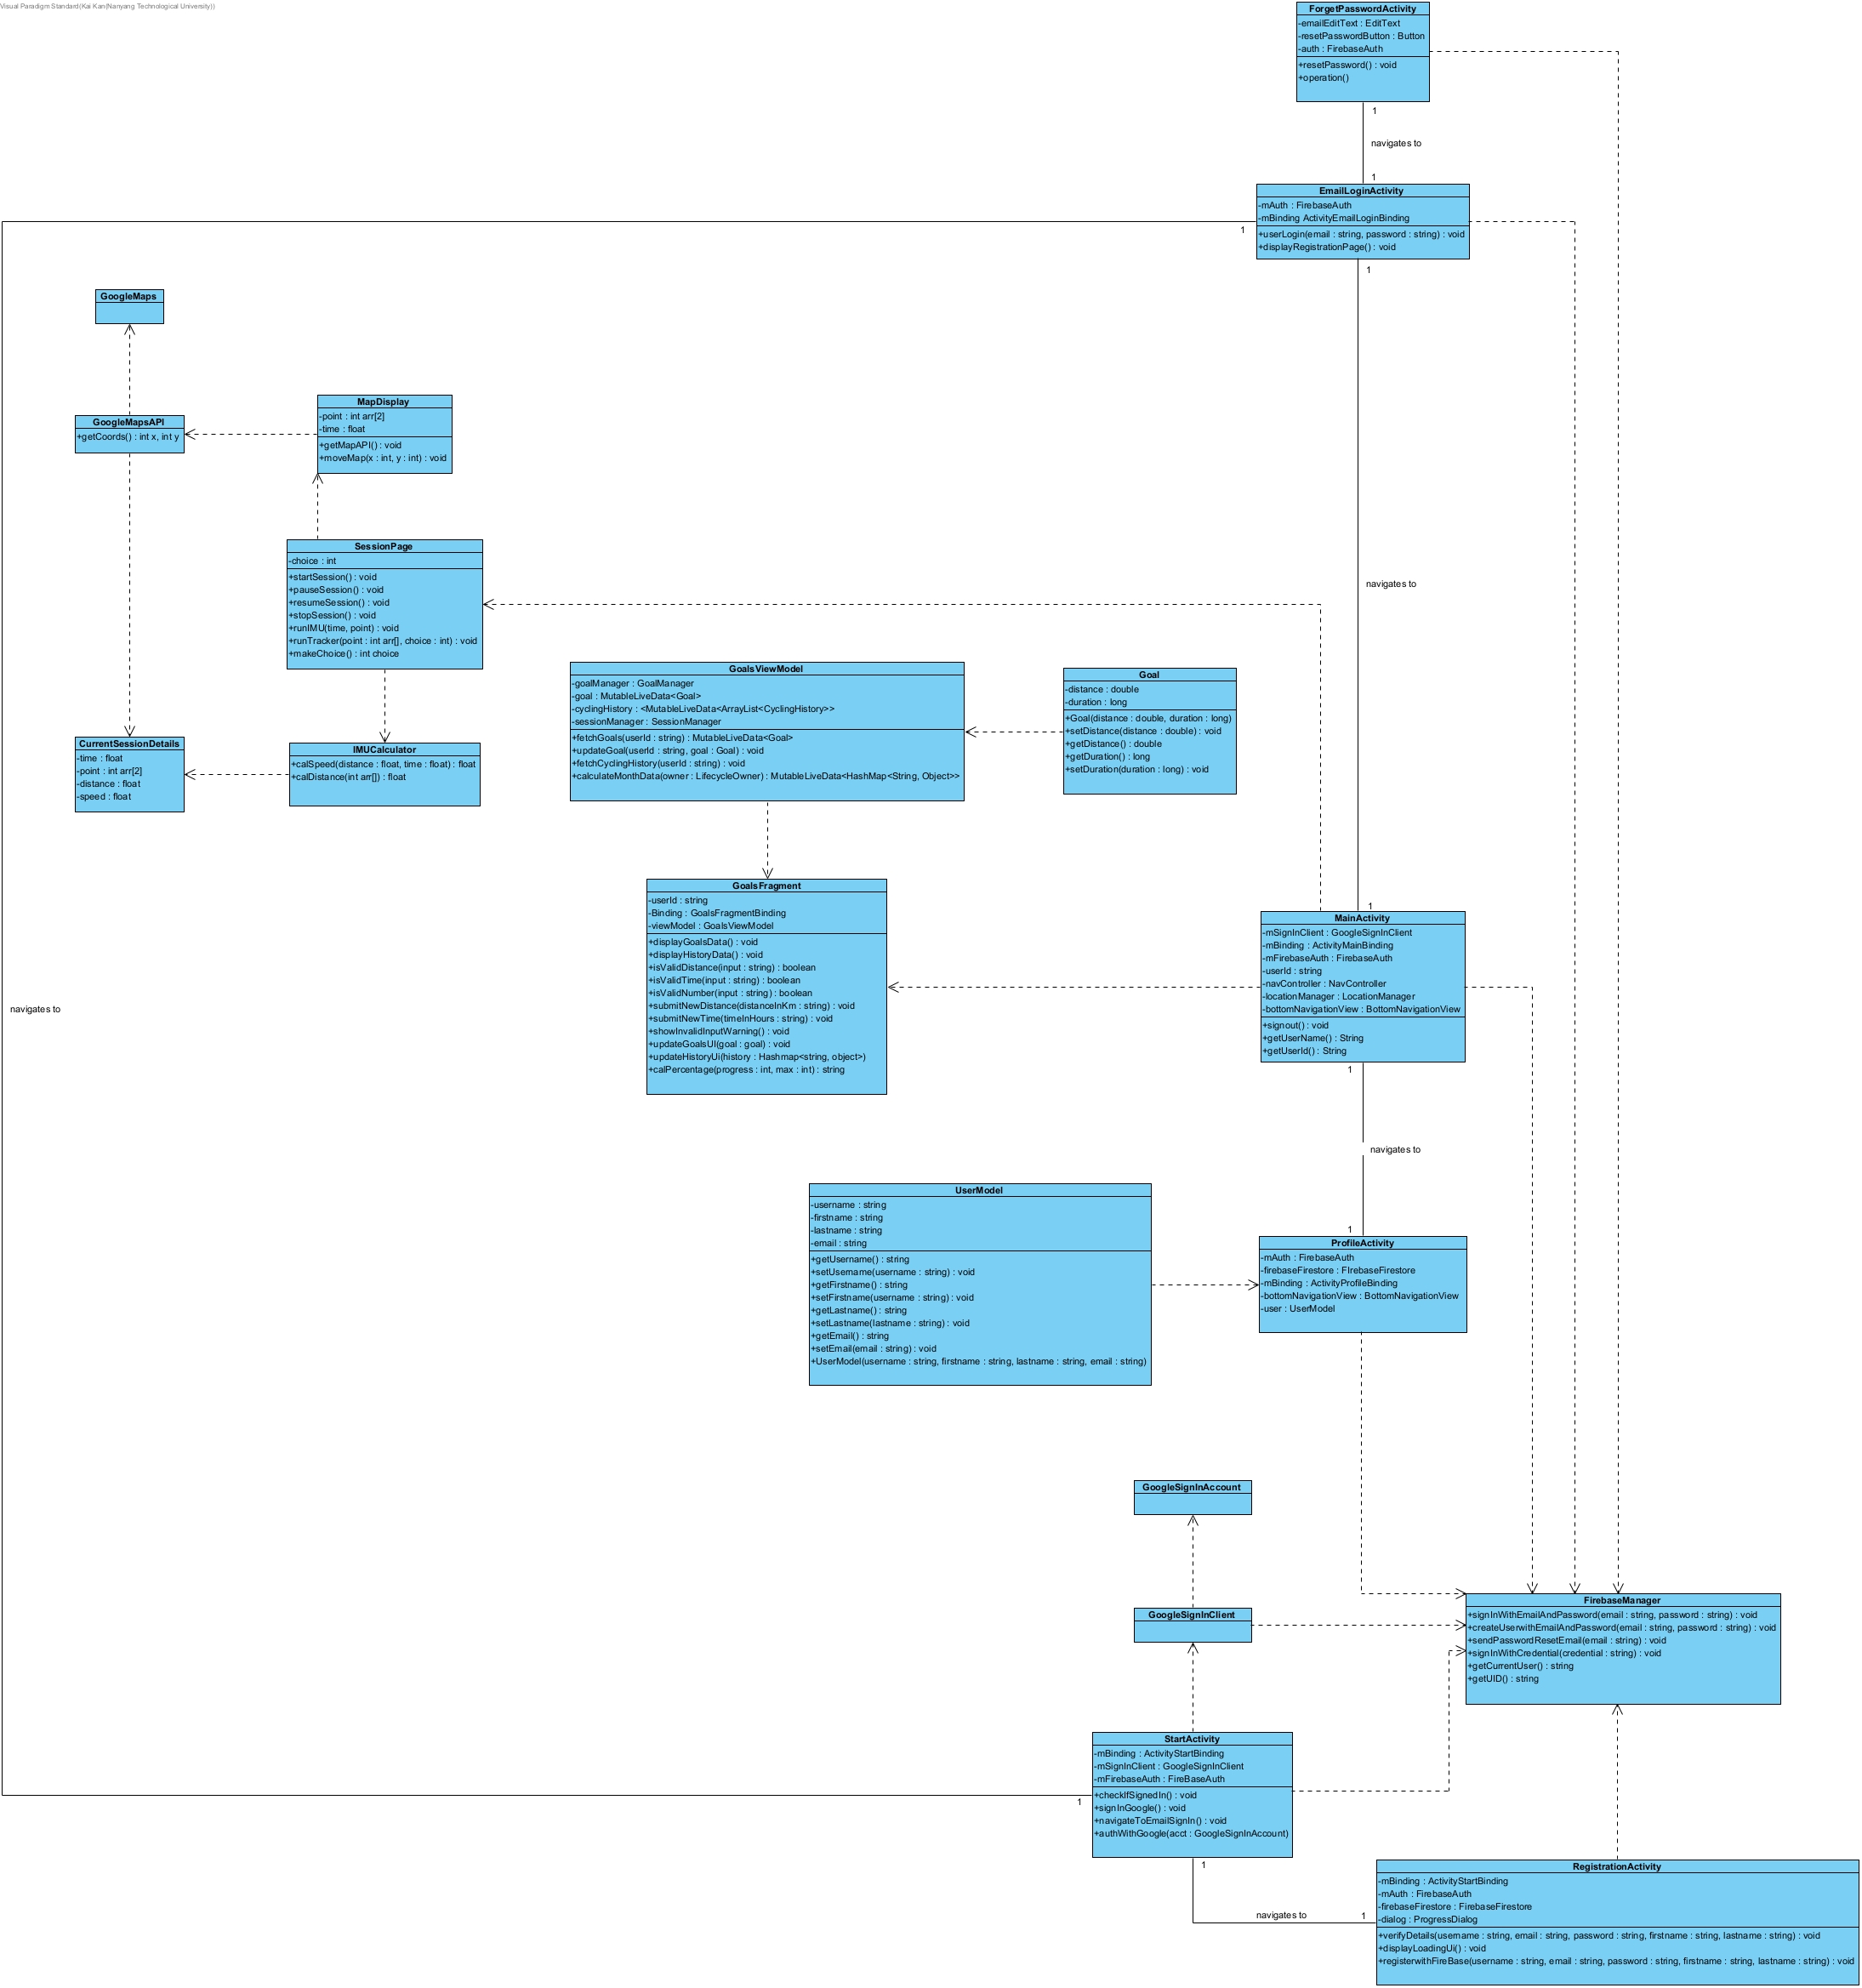 Visual Paradigm Standard(Kai Kan(Nanyang Technological University))
ForgetPasswordActivity
-emailEditText : EditText
-resetPasswordButton : Button
-auth : FirebaseAuth
+resetPassword() : void
+operation()
1
navigates to
1
EmailLoginActivity
-mAuth : FirebaseAuth
-mBinding ActivityEmailLoginBinding
+userLogin(email : string, password : string) : void
+displayRegistrationPage() : void
1
1
GoogleMaps
GoogleMapsAPI
+getCoords() : int x, int y
MapDisplay
-point : int arr[2]
-time : float
+getMapAPI() : void
+moveMap(x : int, y : int) : void
SessionPage
-choice : int
+startSession() : void
+pauseSession() : void
+resumeSession() : void
+stopSession() : void
+runIMU(time, point) : void
+runTracker(point : int arr[], choice : int) : void
+makeChoice() : int choice
navigates to
CurrentSessionDetails
-time : float
-point : int arr[2]
-distance : float
-speed : float
IMUCalculator
+calSpeed(distance : float, time : float) : float
+calDistance(int arr[]) : float
GoalsViewModel
-goalManager : GoalManager
-goal : MutableLiveData<Goal>
-cyclingHistory : <MutableLiveData<ArrayList<CyclingHistory>>
-sessionManager : SessionManager
+fetchGoals(userId : string) : MutableLiveData<Goal>
+updateGoal(userId : string, goal : Goal) : void
+fetchCyclingHistory(userId : string) : void
+calculateMonthData(owner : LifecycleOwner) : MutableLiveData<HashMap<String, Object>>
Goal
-distance : double
-duration : long
+Goal(distance : double, duration : long)
+setDistance(distance : double) : void
+getDistance() : double
+getDuration() : long
+setDuration(duration : long) : void
GoalsFragment
-userId : string
-Binding : GoalsFragmentBinding
-viewModel : GoalsViewModel
+displayGoalsData() : void
+displayHistoryData() : void
+isValidDistance(input : string) : boolean
+isValidTime(input : string) : boolean
+isValidNumber(input : string) : boolean
+submitNewDistance(distanceInKm : string) : void
+submitNewTime(timeInHours : string) : void
+showInvalidInputWarning() : void
+updateGoalsUI(goal : goal) : void
+updateHistoryUi(history : Hashmap<string, object>)
+calPercentage(progress : int, max : int) : string
1
MainActivity
-mSignInClient : GoogleSignInClient
-mBinding : ActivityMainBinding
-mFirebaseAuth : FirebaseAuth
-userId : string
-navController : NavController
-locationManager : LocationManager
-bottomNavigationView : BottomNavigationView
+signout() : void
+getUserName() : String
+getUserId() : String
1
navigates to
navigates to
1
UserModel
-username : string
-firstname : string
-lastname : string
-email : string
+getUsername() : string
+setUsername(username : string) : void
+getFirstname() : string
+setFirstname(username : string) : void
+getLastname() : string
+setLastname(lastname : string) : void
+getEmail() : string
+setEmail(email : string) : void
+UserModel(username : string, firstname : string, lastname : string, email : string)
ProfileActivity
-mAuth : FirebaseAuth
-firebaseFirestore : FIrebaseFirestore
-mBinding : ActivityProfileBinding
-bottomNavigationView : BottomNavigationView
-user : UserModel
GoogleSignInAccount
GoogleSignInClient
FirebaseManager
+signInWithEmailAndPassword(email : string, password : string) : void
+createUserwithEmailAndPassword(email : string, password : string) : void
+sendPasswordResetEmail(email : string) : void
+signInWithCredential(credential : string) : void
+getCurrentUser() : string
+getUID() : string
StartActivity
-mBinding : ActivityStartBinding
-mSignInClient : GoogleSignInClient
-mFirebaseAuth : FireBaseAuth
+checkIfSignedIn() : void
+signInGoogle() : void
+navigateToEmailSignIn() : void
+authWithGoogle(acct : GoogleSignInAccount)
1
1
navigates to
1
RegistrationActivity
-mBinding : ActivityStartBinding
-mAuth : FirebaseAuth
-firebaseFirestore : FirebaseFirestore
-dialog : ProgressDialog
+verifyDetails(username : string, email : string, password : string, firstname : string, lastname : string) : void
+displayLoadingUi() : void
+registerwithFireBase(username : string, email : string, password : string, firstname : string, lastname : string) : void